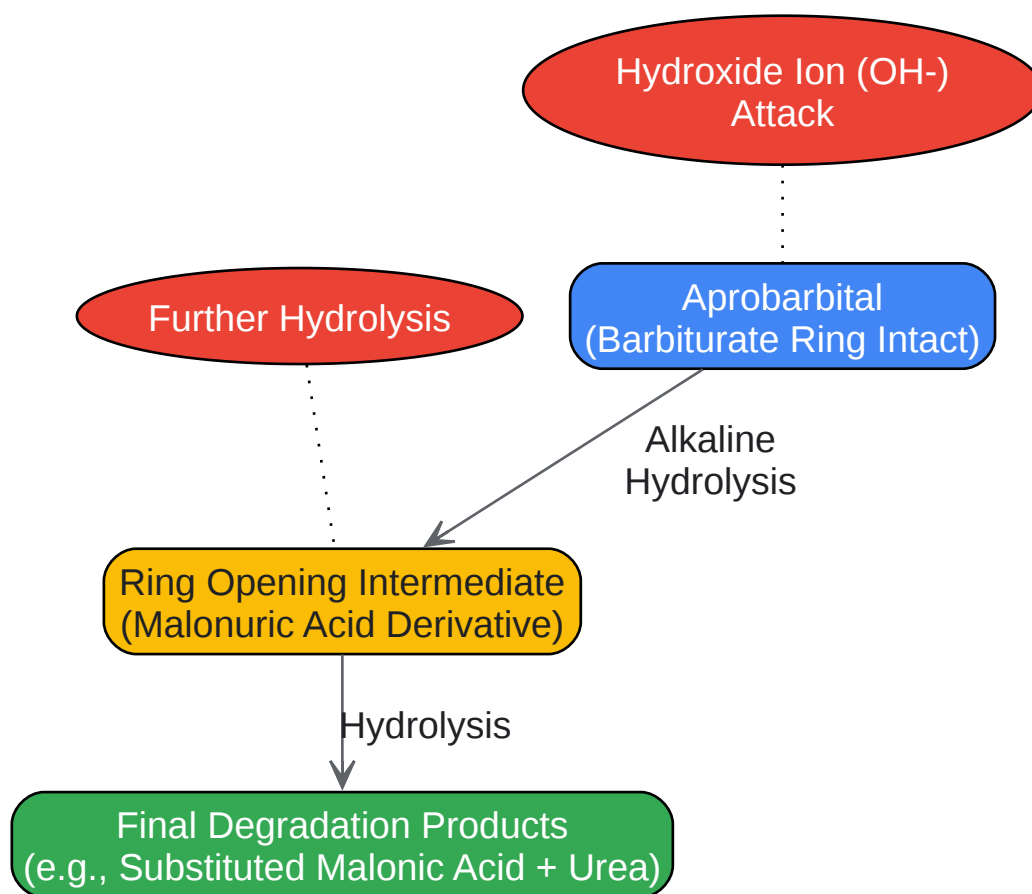 Hydroxide Ion (OH-)
Attack
Aprobarbital
(Barbiturate Ring Intact)
Further Hydrolysis
Alkaline
Hydrolysis
Ring Opening Intermediate
(Malonuric Acid Derivative)
Hydrolysis
Final Degradation Products
(e.g., Substituted Malonic Acid + Urea)